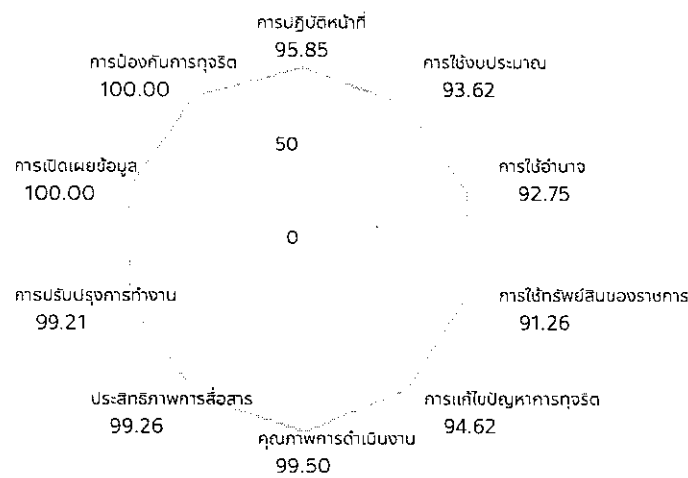 การปฏิบัติหน้าที่
95.85
การป้องกันการทุจริต
100.00
การใช้งบประมาณ
93.62
50
การเปิดเผยข้อมูล
100.00
การใช้อำนาจ
92.75
0
การปรับปรุงการทำงาน
99.21
การใช้ทรัพย์สินของราชการ
91.26
ประสิทธิภาพการสื่อสาร
99.26
การแก้ไขปัญหาการทุจริต
94.62
คุณภาพการดำเนินงาน
99.50